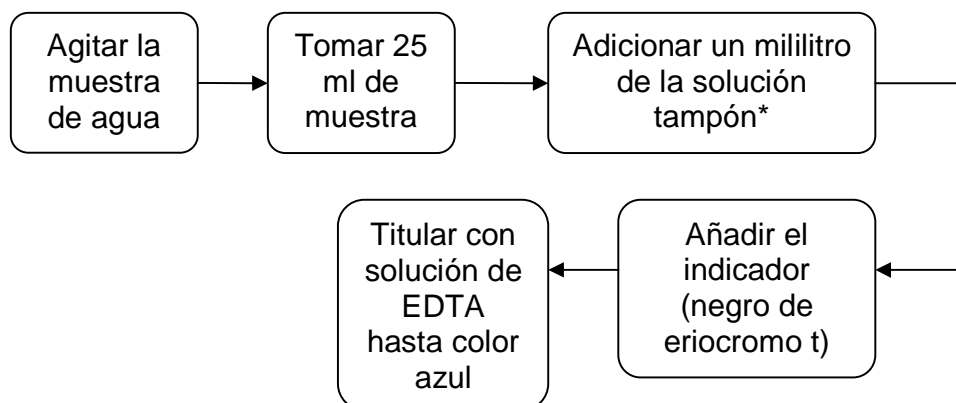 Agitar la
muestra
de agua
Tomar 25
ml de
muestra
Adicionar un mililitro
de la solución
tampón*
Añadir el
indicador
(negro de
eriocromo t)
Titular con
solución de
EDTA
hasta color
azul